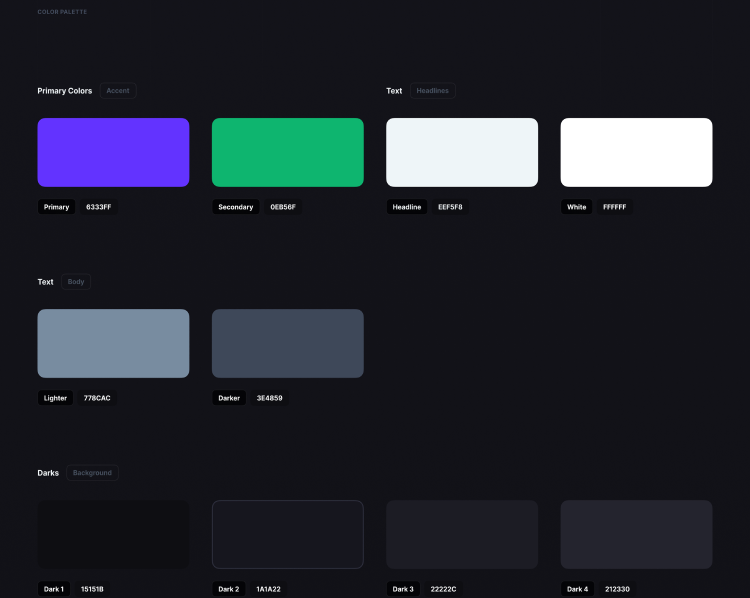 COLOR PALETTE
Primary Colors Accent
Text Headlines
Primary 6333FF
Secondary 0EB56F
Headline EEF5F8
White FFFFFF
Text Body
Lighter 778CAC
Darker 3E4859
Darks Background
Dark 1 15151B
Dark 2 1A1A22
Dark 3 22222C
Dark 4 212330